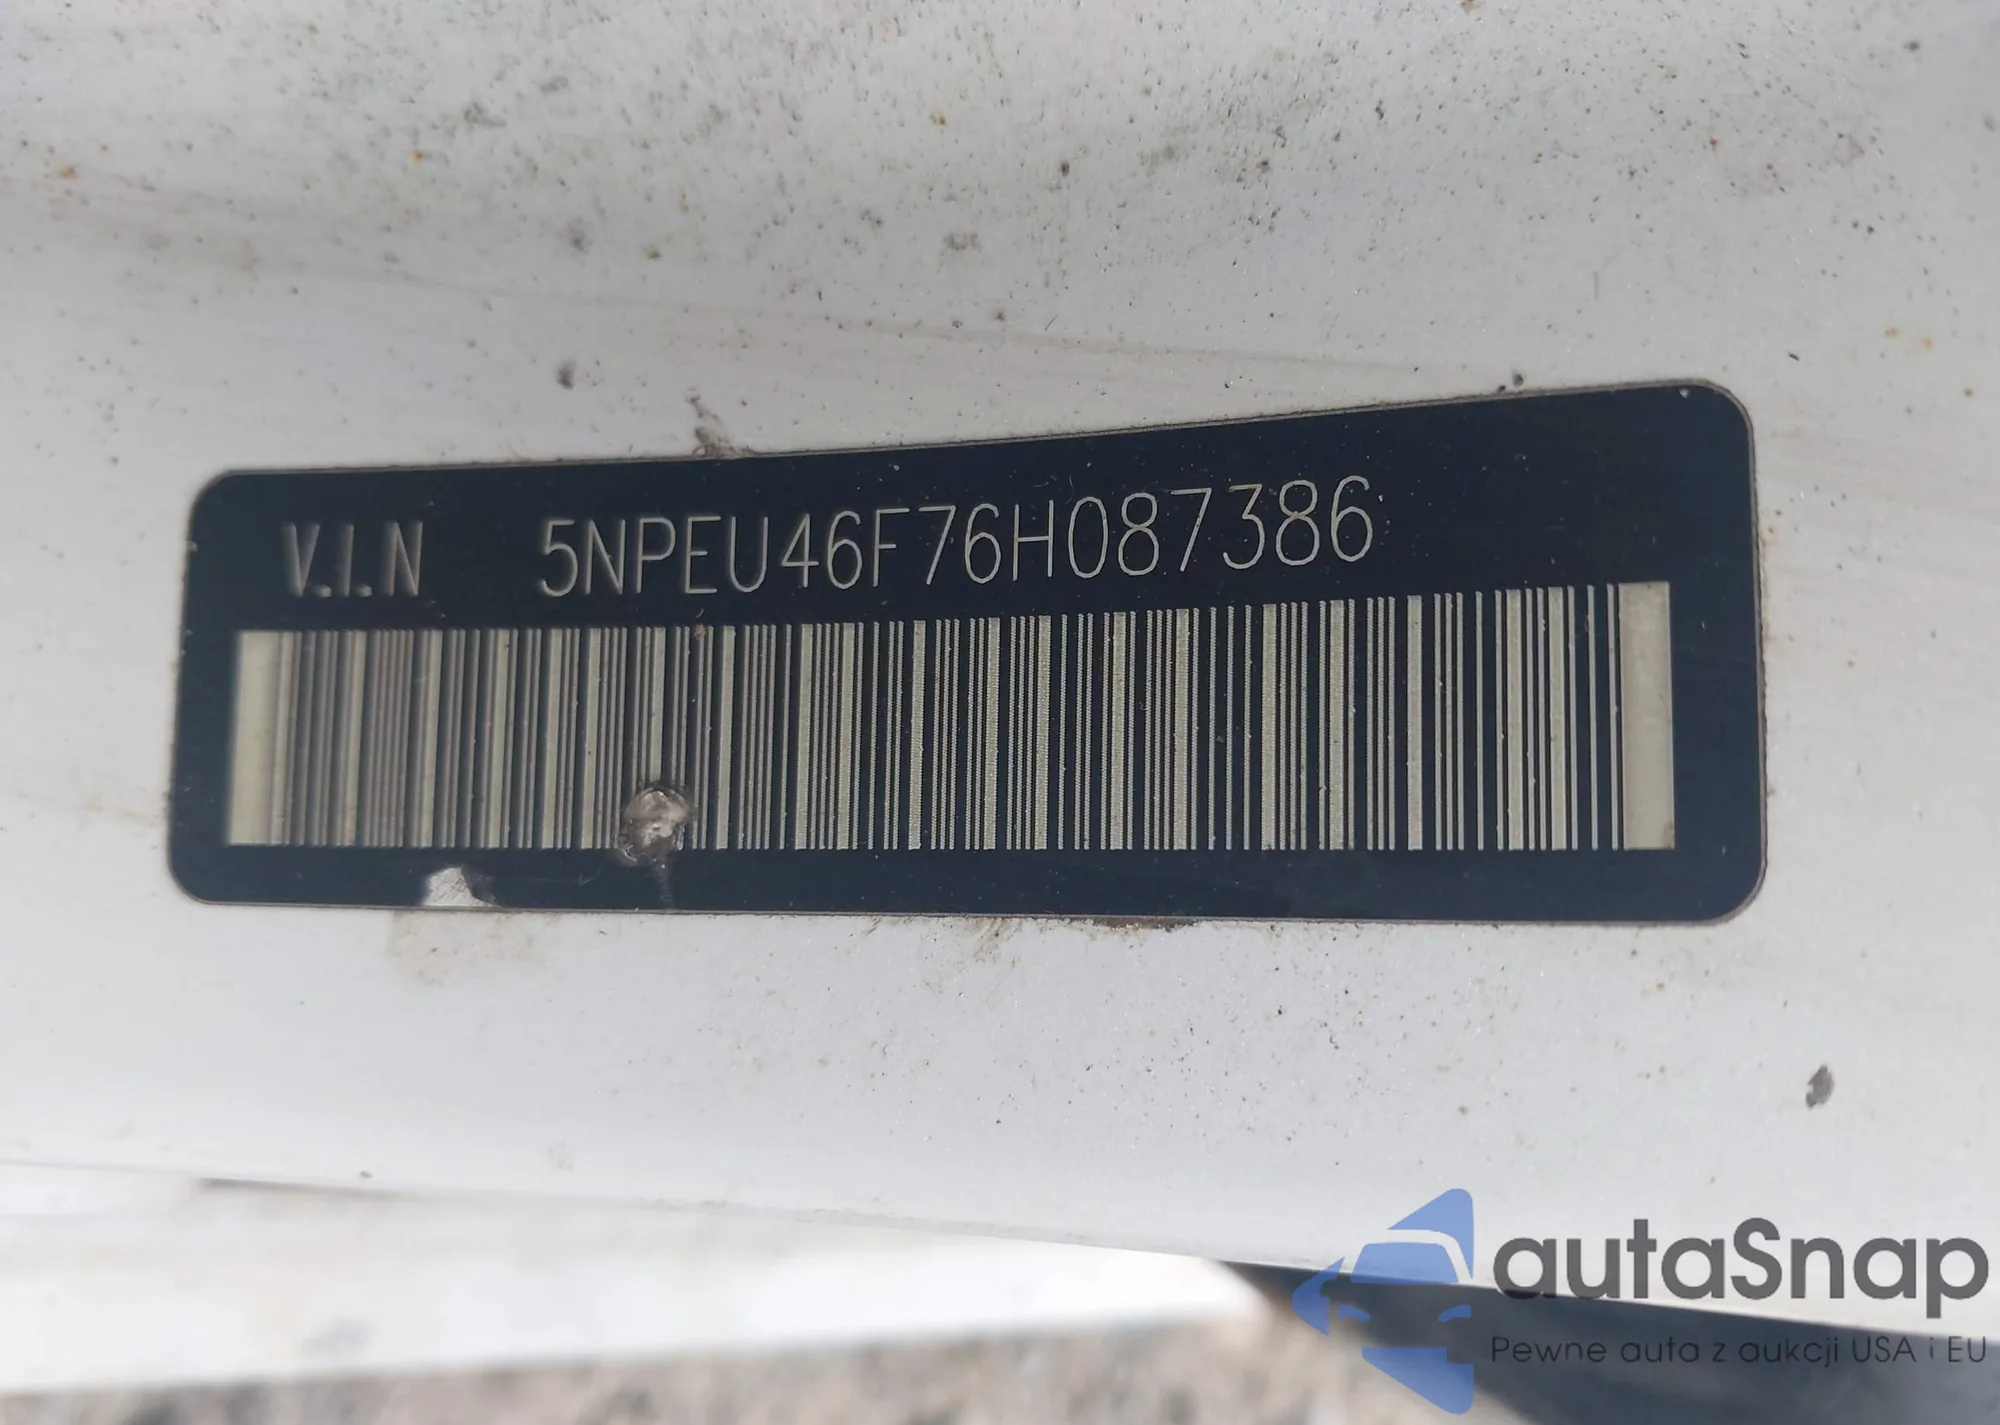 V.I.N 5NPEU46F76H087386
autaSnap
Pewne auta z aukcji USA i EU